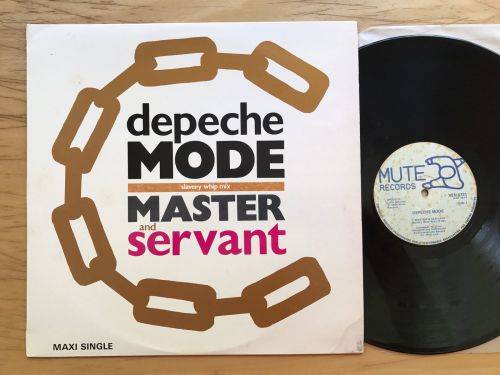 depeche
MODE
slavery whip mix
MASTER
and
servant
MAXI SINGLE
MUTE
RECORDS
DEPECHE MODE